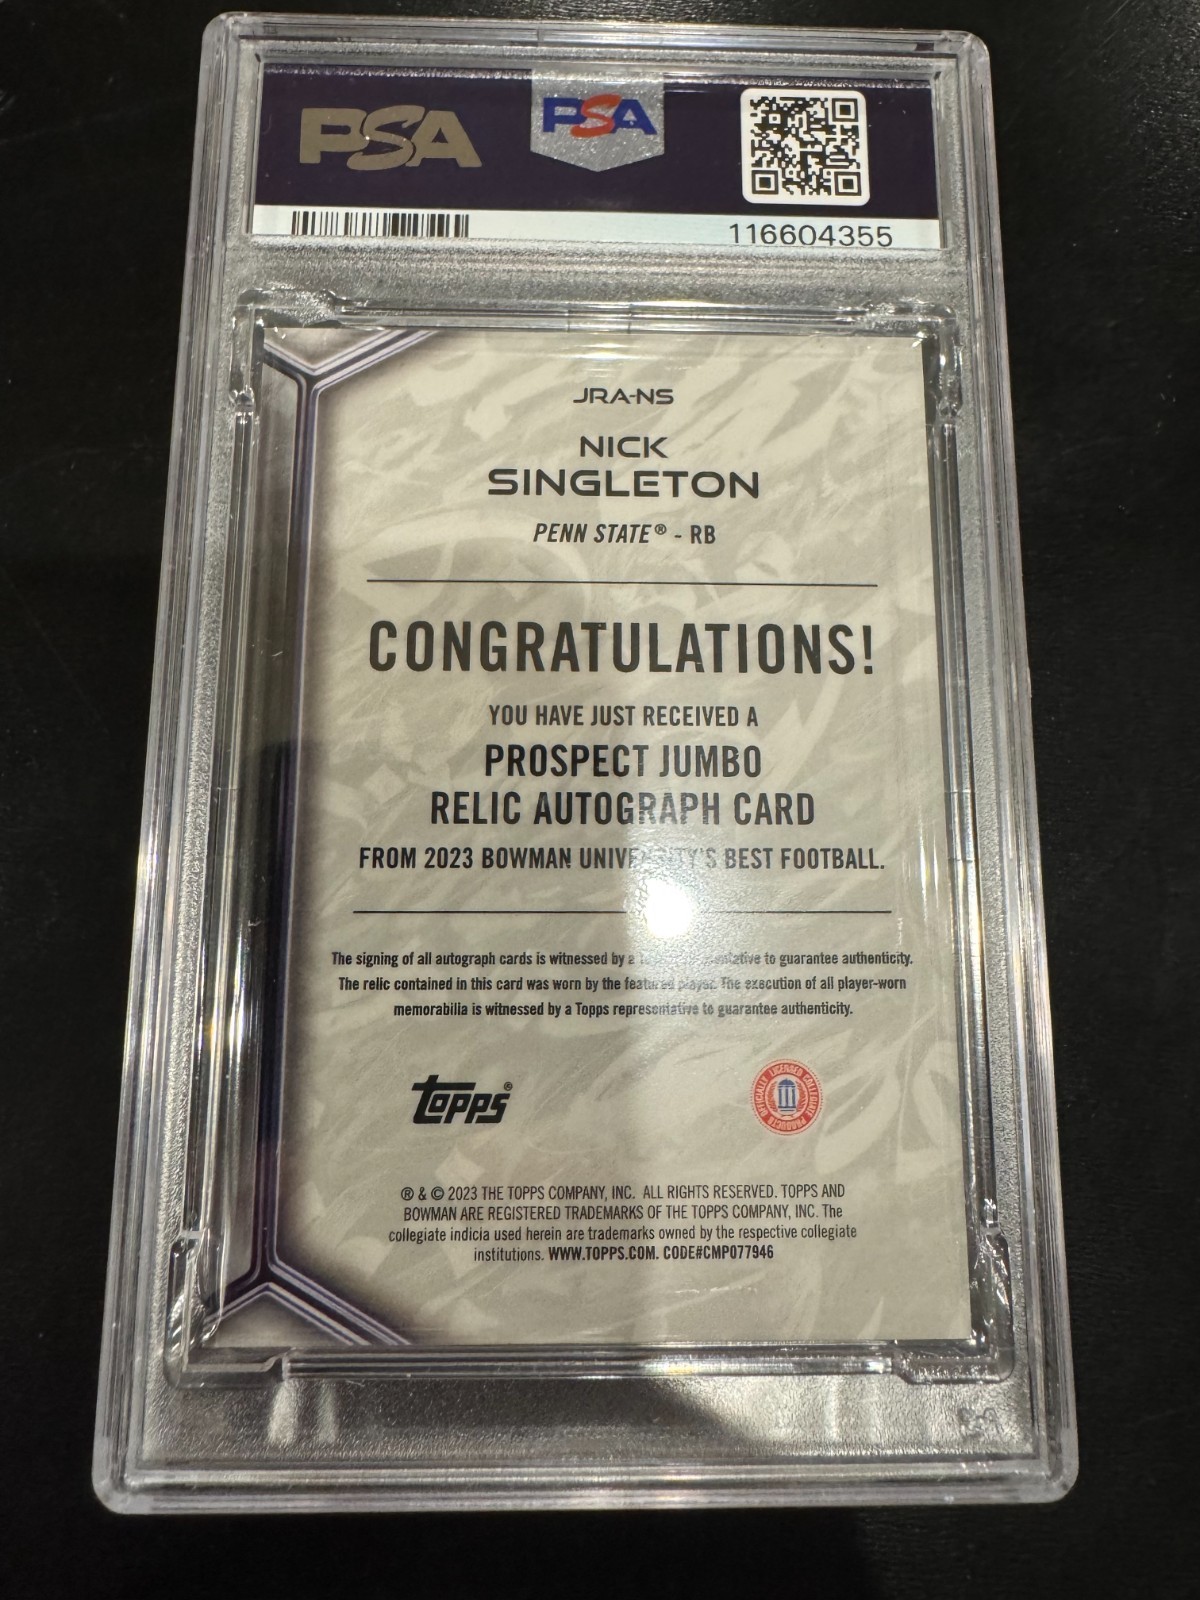 PSA PSA
116604355
JRA-NS
NICK
SINGLETON
PENN STATE® - RB
CONGRATULATIONS!
YOU HAVE JUST RECEIVED A
PROSPECT JUMBO
RELIC AUTOGRAPH CARD
FROM 2023 BOWMAN UNIVERSITY'S BEST FOOTBALL.
The signing of all autograph cards is witnessed by a Topps representative to guarantee authenticity.
The relic contained in this card was worn by the featured player. The execution of all player-worn
memorabilia is witnessed by a Topps representative to guarantee authenticity.
Topps®
OFFICIALLY LICENSED COLLEGIATE PRODUCTS
® & © 2023 THE TOPPS COMPANY, INC. ALL RIGHTS RESERVED. TOPPS AND
BOWMAN ARE REGISTERED TRADEMARKS OF THE TOPPS COMPANY, INC. The
collegiate indicia used herein are trademarks owned by the respective collegiate
institutions. WWW.TOPPS.COM. CODE#CMP077946